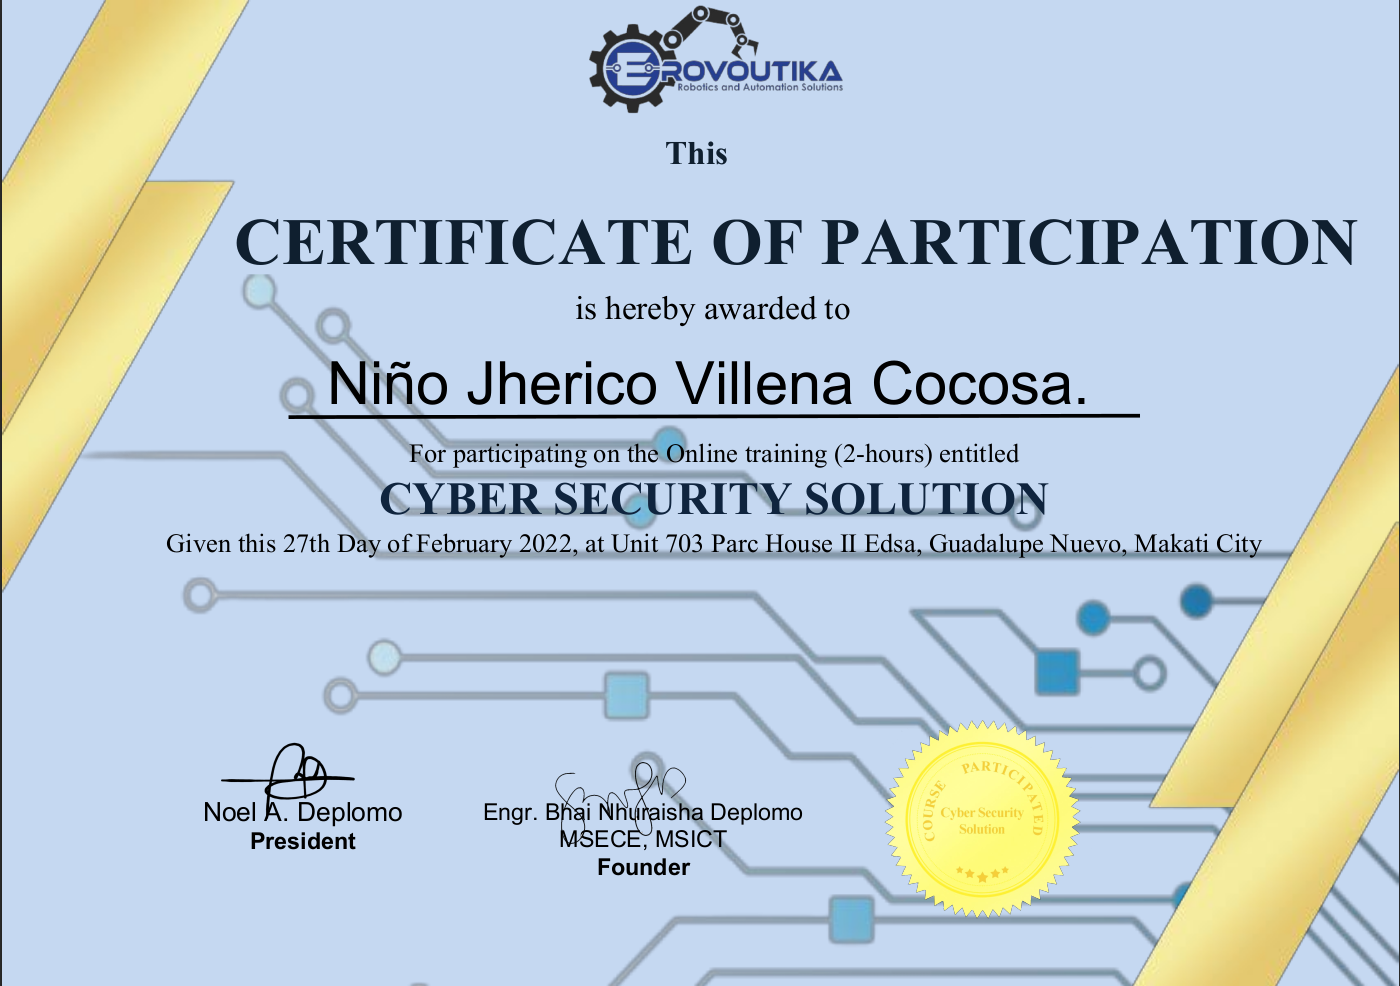 EROVOUTIKA
Robotics and Automation Solutions
This
CERTIFICATE OF PARTICIPATION
is hereby awarded to
Niño Jherico Villena Cocosa.
For participating on the Online training (2-hours) entitled
CYBER SECURITY SOLUTION
Given this 27th Day of February 2022, at Unit 703 Parc House II Edsa, Guadalupe Nuevo, Makati City
Noel A. Deplomo
President
Engr. Bhai Nhuraisha Deplomo
MSECE, MSICT
Founder
COURSE PARTICIPATED
Cyber Security
Solution